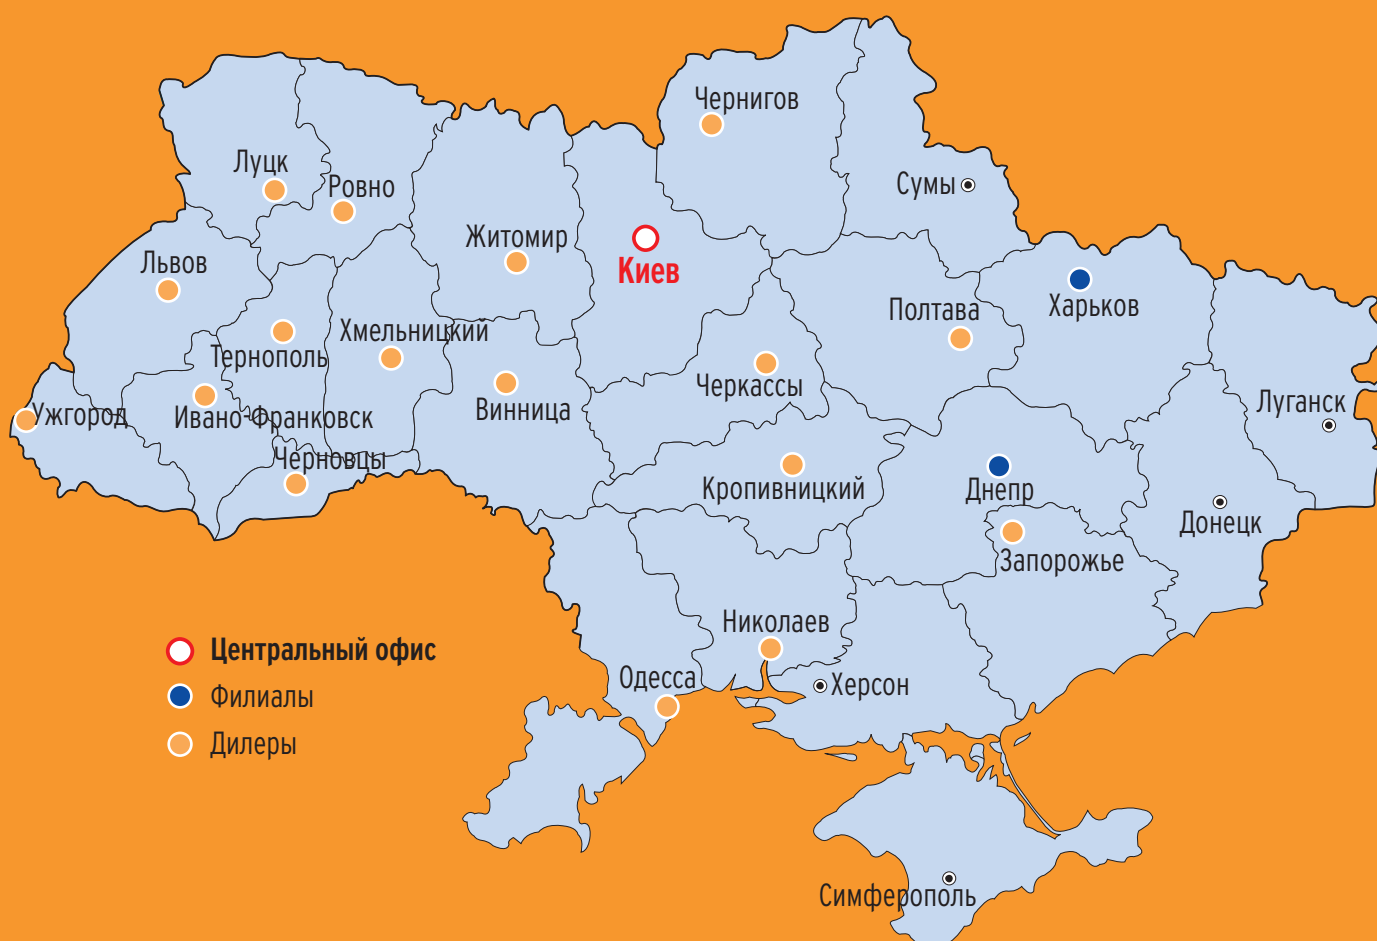 Чернигов
Луцк
Ровно
Сумы
Житомир
Киев
Львов
Харьков
Полтава
Хмельницкий
Тернополь
Черкассы
Винница
Луганск
Ужгород
Ивано-Франковск
Черновцы
Кропивницкий
Днепр
Донецк
Запорожье
Николаев
Центральный офис
Одесса
Херсон
Филиалы
Дилеры
Симферополь